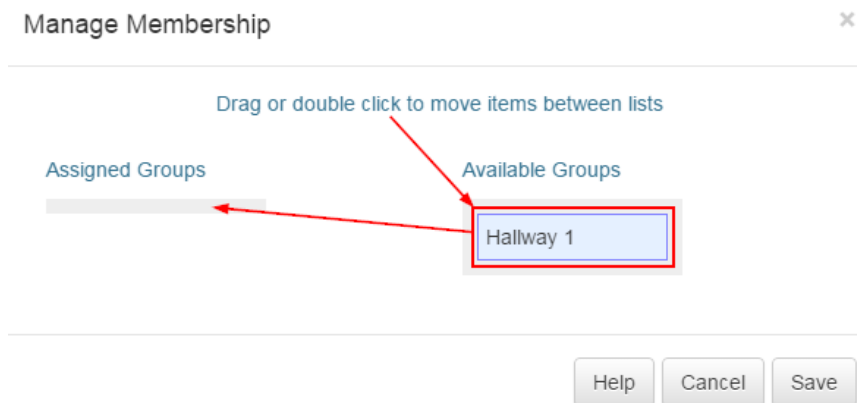 Manage Membership ×
Drag or double click to move items between lists
Assigned Groups Available Groups
Hallway 1
Help Cancel Save